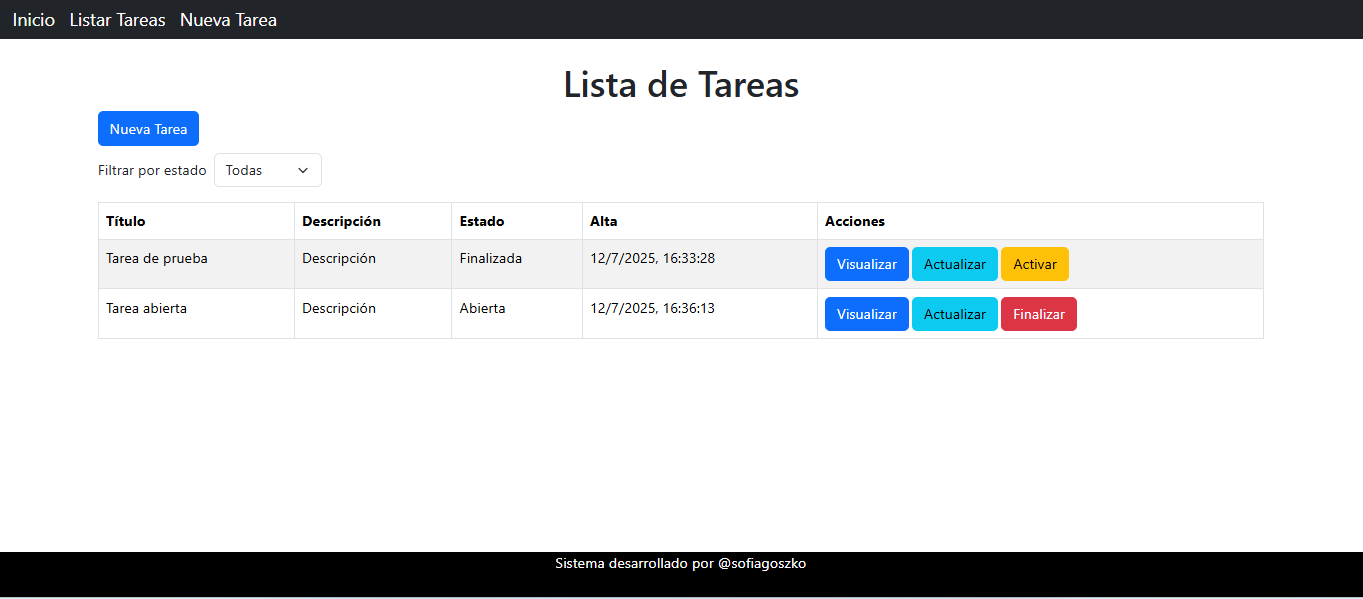 Inicio Listar Tareas Nueva Tarea
Lista de Tareas
Nueva Tarea
Filtrar por estado Todas
Título Descripción Estado Alta Acciones
Tarea de prueba Descripción Finalizada 12/7/2025, 16:33:28 Visualizar Actualizar Activar
Tarea abierta Descripción Abierta 12/7/2025, 16:36:13 Visualizar Actualizar Finalizar
Sistema desarrollado por @sofiagoszko